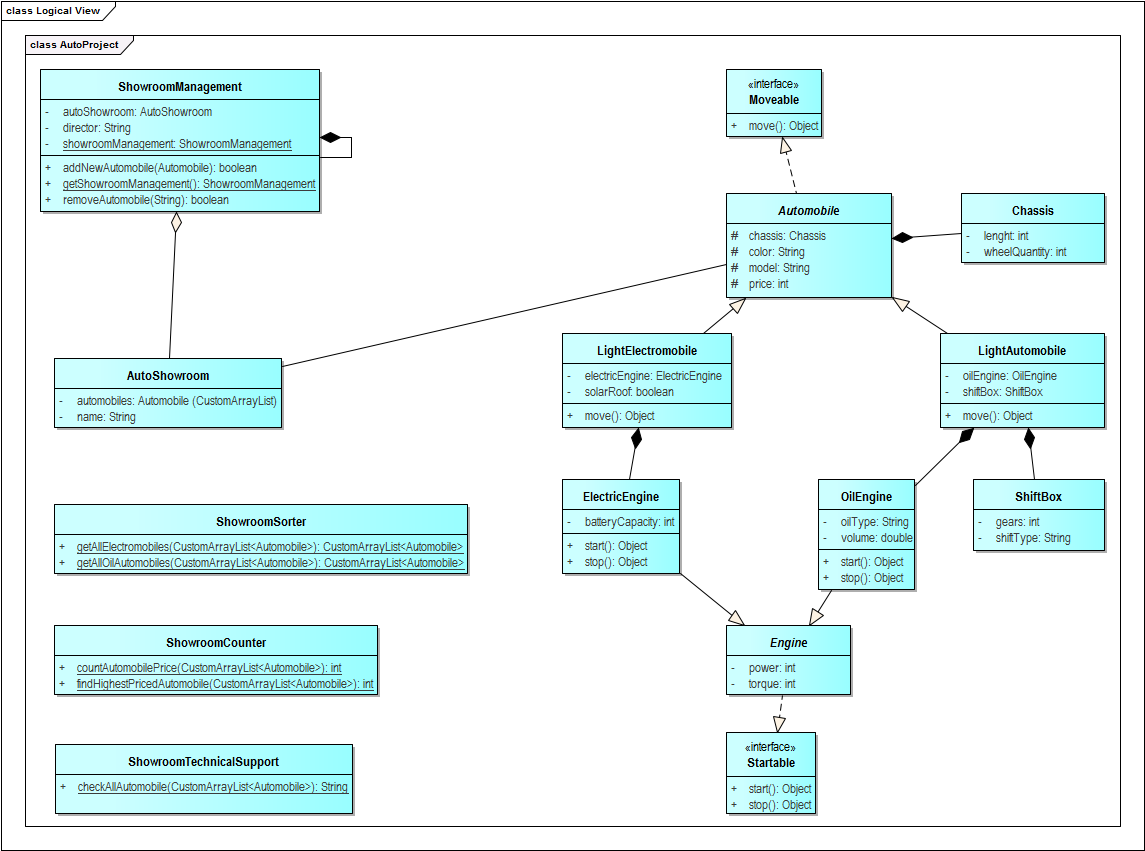 class Logical View
class AutoProject
ShowroomManagement
- autoShowroom: AutoShowroom
- director: String
- showroomManagement: ShowroomManagement
+ addNewAutomobile(Automobile): boolean
+ getShowroomManagement(): ShowroomManagement
+ removeAutomobile(String): boolean
«interface»
Moveable
+ move(): Object
Automobile
# chassis: Chassis
# color: String
# model: String
# price: int
Chassis
- lenght: int
- wheelQuantity: int
AutoShowroom
- automobiles: Automobile (CustomArrayList)
- name: String
LightElectromobile
- electricEngine: ElectricEngine
- solarRoof: boolean
+ move(): Object
LightAutomobile
- oilEngine: OilEngine
- shiftBox: ShiftBox
+ move(): Object
ElectricEngine
- batteryCapacity: int
+ start(): Object
+ stop(): Object
OilEngine
- oilType: String
- volume: double
+ start(): Object
+ stop(): Object
ShiftBox
- gears: int
- shiftType: String
ShowroomSorter
+ getAllElectromobiles(CustomArrayList<Automobile>): CustomArrayList<Automobile>
+ getAllOilAutomobiles(CustomArrayList<Automobile>): CustomArrayList<Automobile>
ShowroomCounter
+ countAutomobilePrice(CustomArrayList<Automobile>): int
+ findHighestPricedAutomobile(CustomArrayList<Automobile>): int
Engine
- power: int
- torque: int
ShowroomTechnicalSupport
+ checkAllAutomobile(CustomArrayList<Automobile>): String
«interface»
Startable
+ start(): Object
+ stop(): Object